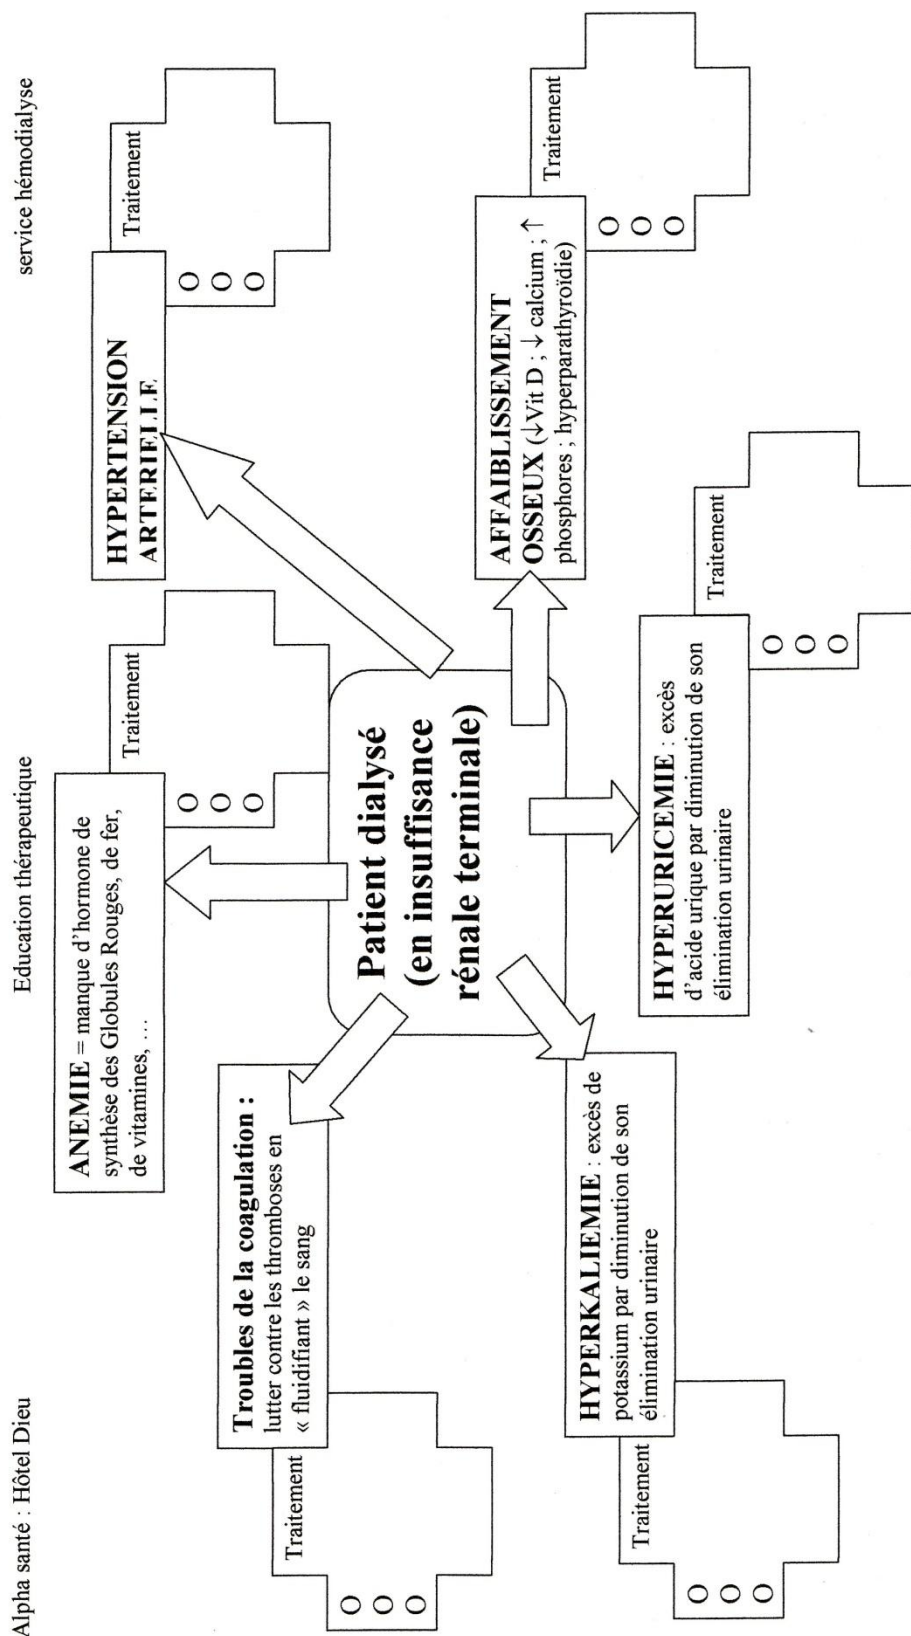 Alpha santé : Hôtel Dieu
Education thérapeutique
service hémodialyse
ANEMIE = manque d'hormone de
synthèse des Globules Rouges, de fer,
de vitamines, …
Traitement
O
O
O
HYPERTENSION
ARTERIELLE
Traitement
O
O
O
Troubles de la coagulation :
lutter contre les thromboses en
« fluidifiant » le sang
Traitement
O
O
O
Patient dialysé
(en insuffisance
rénale terminale)
AFFAIBLISSEMENT
OSSEUX (↓Vit D ; ↓ calcium ; ↑
phosphores ; hyperparathyroïdie)
Traitement
O
O
O
HYPERKALIEMIE : excès de
potassium par diminution de son
élimination urinaire
Traitement
O
O
O
HYPERURICEMIE : excès
d'acide urique par diminution de son
élimination urinaire
Traitement
O
O
O